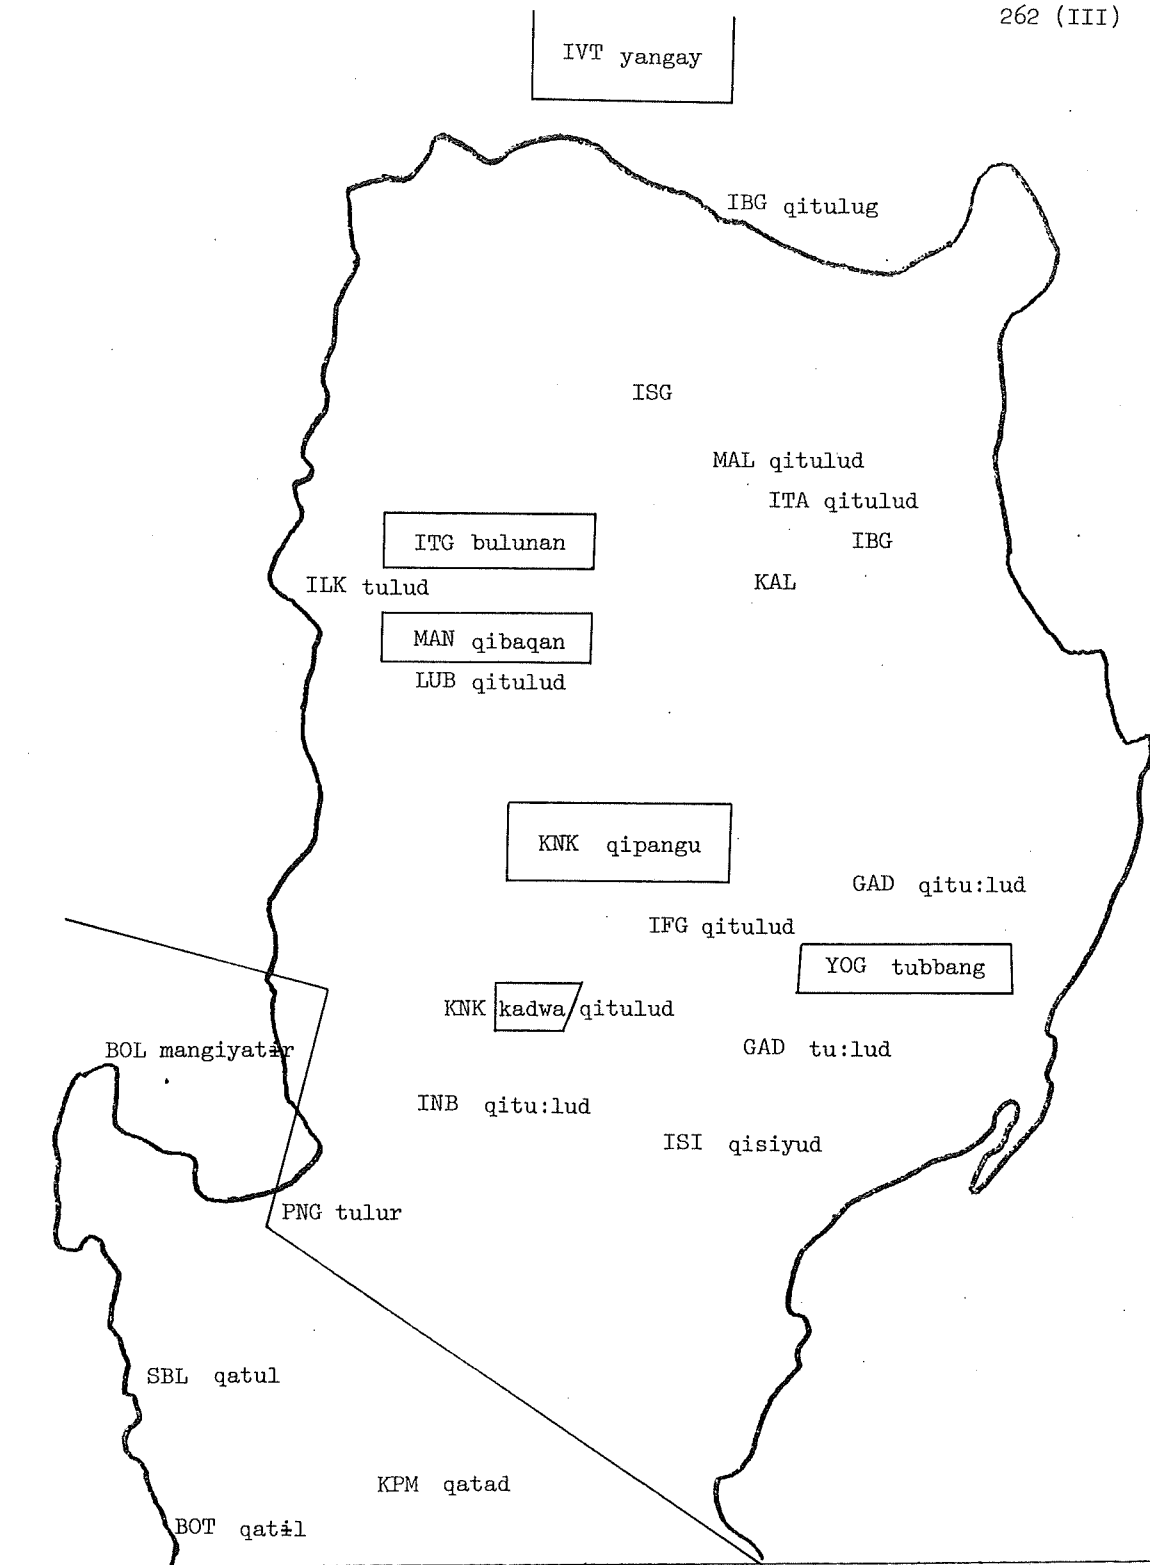 262 (III)
IVT yangay
IBG qitulug
ISG
MAL qitulud
ITA qitulud
ITG bulunan
IBG
ILK tulud
KAL
MAN qibaqan
LUB qitulud
KNK qipangu
GAD qitu:lud
IFG qitulud
YOG tubbang
KNK kadwa/qitulud
BOL mangiyatɨr
GAD tu:lud
INB qitu:lud
ISI qisiyud
PNG tulur
SBL qatul
KPM qatad
BOT qatɨl